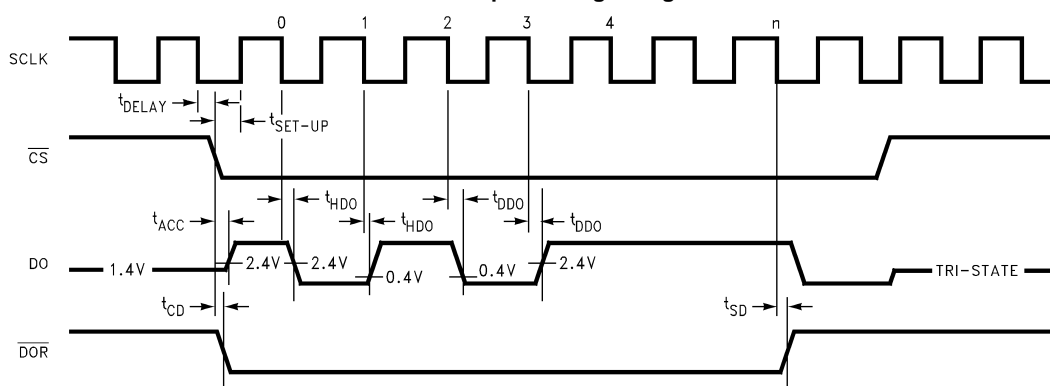 0 1 2 3 4 n
SCLK
tDELAY
tSET-UP
CS
tHDO
tDDO
tACC
tHDO
tDDO
DO
1.4V
2.4V
2.4V
0.4V
0.4V
2.4V
TRI-STATE
tCD
tSD
DOR